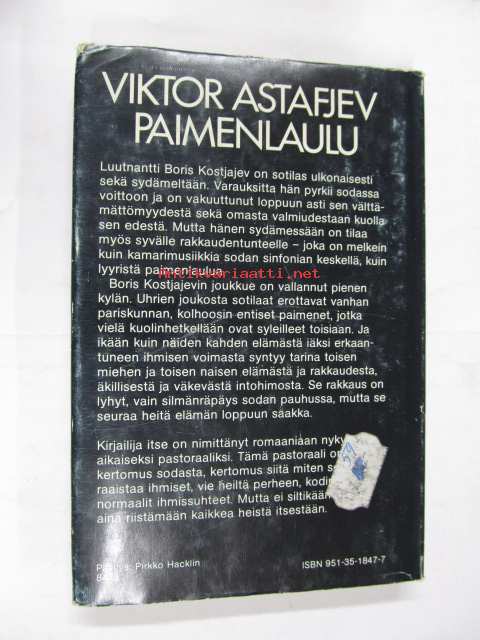 VIKTOR ASTAFJEV
PAIMENLAULU
Luutnantti Boris Kostjajev on sotilas ulkonaisesti
sekä sydämeltään. Varauksitta hän pyrkii sodassa
voittoon ja on vakuuttunut loppuun asti sen vältä-
mättömyydestä sekä omasta valmiudestaan kuolla
sen edestä. Mutta hänen sydämessään on tilaa
myös syvälle rakkaudentunteelle – joka on melkein
kuin kamarimusiikkia sodan sinfonian keskellä, kuin
lyyristä paimenlaulua.
Antikvariaatti.net
Boris Kostjajevin joukkue on vallannut pienen
kylän. Uhrien joukosta sotilaat erottavat vanhan
pariskunnan, kolhoosin entiset paimenet, jotka
vielä kuolinhetkellään ovat syleilleet toisiaan. Ja
ikään kuin näiden kahden elämästä iäksi erkaan-
tuneen ihmisen voimasta syntyy tarina toisen
miehen ja toisen naisen elämästä ja rakkaudesta,
äkillisestä ja väkevästä intohimosta. Se rakkaus on
lyhyt, vain silmänräpäys sodan pauhussa, mutta se
seuraa heitä elämän loppuun saakka.
Kirjailija itse on nimittänyt romaaniaan
aikaiseksi pastoraaliksi. Tämä pastoraali
kertomus sodasta, kertomus siitä miten
raaistaa ihmiset, vie heiltä perheen,
normaalit ihmissuhteet. Mutta ei siltikään
aina riistämään kaikkea heistä itsestään.
Pirkko Hacklin
ISBN 951-35-1847-7